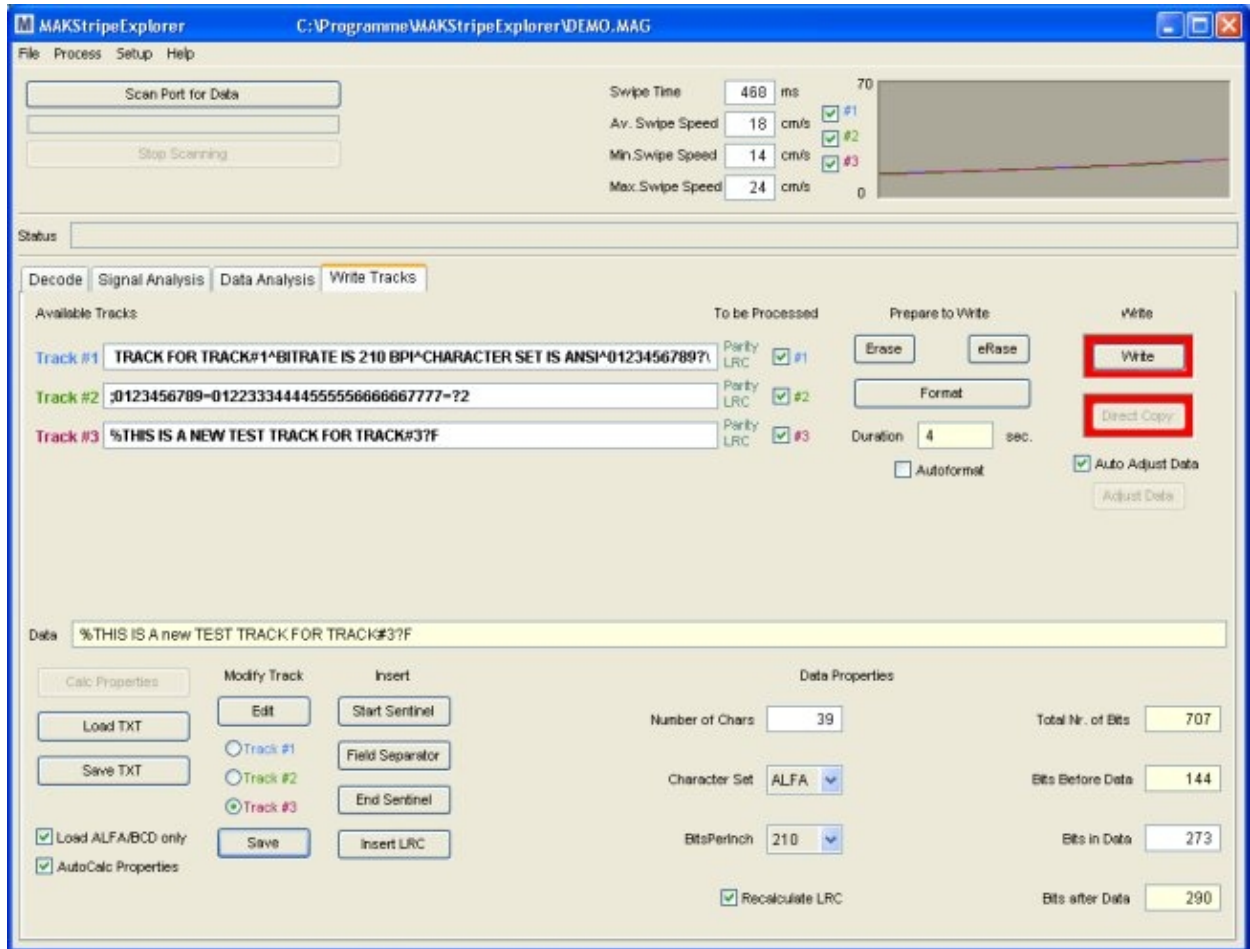 MAKStripeExplorer C:\Programme\MAKStripeExplorer\DEMO.MAG
File Process Setup Help
Scan Port for Data
Stop Scanning
Swipe Time 468 ms
Av. Swipe Speed 18 cm/s
Min.Swipe Speed 14 cm/s
Max.Swipe Speed 24 cm/s
#1
#2
#3
70
0
Status
Decode Signal Analysis Data Analysis Write Tracks
Available Tracks To be Processed Prepare to Write Write
Track #1 TRACK FOR TRACK#1^BITRATE IS 210 BPI^CHARACTER SET IS ANSI^0123456789?\ Parity LRC #1 Erase eRase Write
Track #2 ;0123456789=01223334444555556666667777=?2 Parity LRC #2 Format Direct Copy
Track #3 %THIS IS A NEW TEST TRACK FOR TRACK#3?F Parity LRC #3 Duration 4 sec.
Autoformat Auto Adjust Data
Adjust Data
Data %THIS IS A new TEST TRACK FOR TRACK#3?F
Calc Properties Modify Track Insert Data Properties
Load TXT Edit Start Sentinel Number of Chars 39 Total Nr. of Bits 707
Track #1 Field Separator
Save TXT Track #2 Character Set ALFA Bits Before Data 144
Track #3 End Sentinel
Load ALFA/BCD only Save Insert LRC BitsPerInch 210 Bits in Data 273
AutoCalc Properties
Recalculate LRC Bits after Data 290